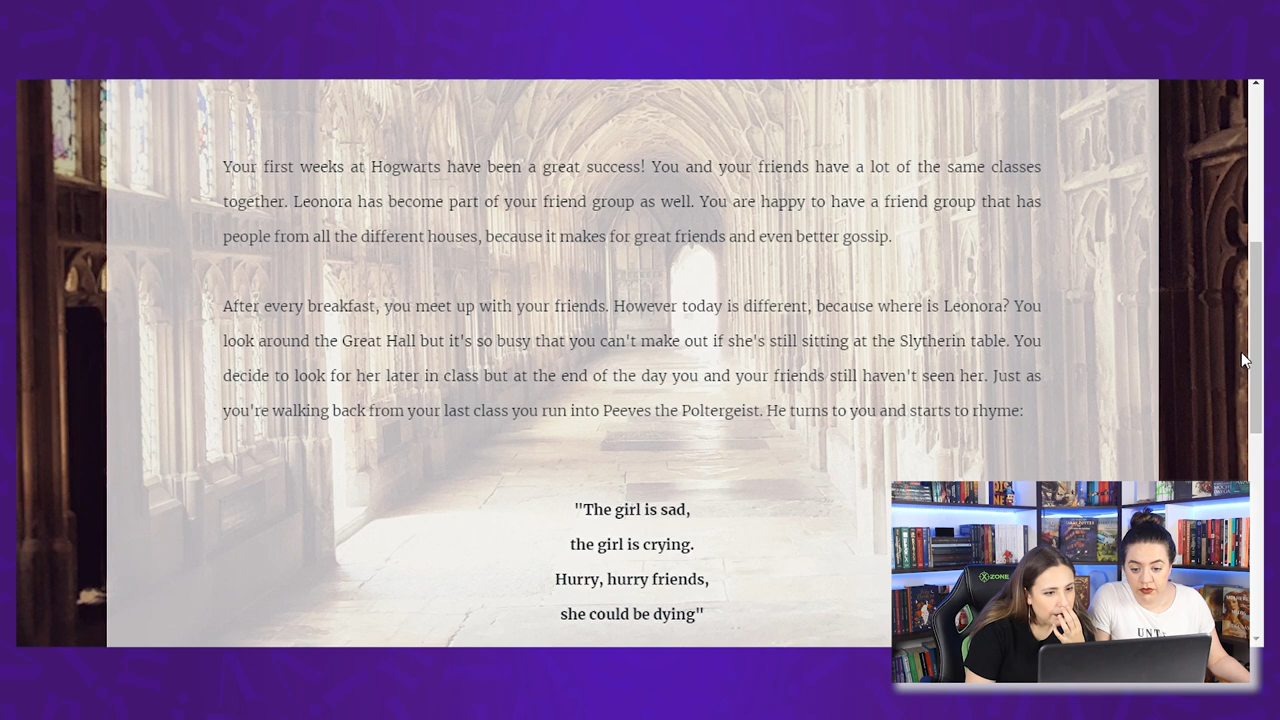 Your first weeks at Hogwarts have been a great success! You and your friends have a lot of the same classes
together. Leonora has become part of your friend group as well. You are happy to have a friend group that has
people from all the different houses, because it makes for great friends and even better gossip.
After every breakfast, you meet up with your friends. However today is different, because where is Leonora? You
look around the Great Hall but it's so busy that you can't make out if she's still sitting at the Slytherin table. You
decide to look for her later in class but at the end of the day you and your friends still haven't seen her. Just as
you're walking back from your last class you run into Peeves the Poltergeist. He turns to you and starts to rhyme:
"The girl is sad,
the girl is crying.
Hurry, hurry friends,
she could be dying"
ZONE